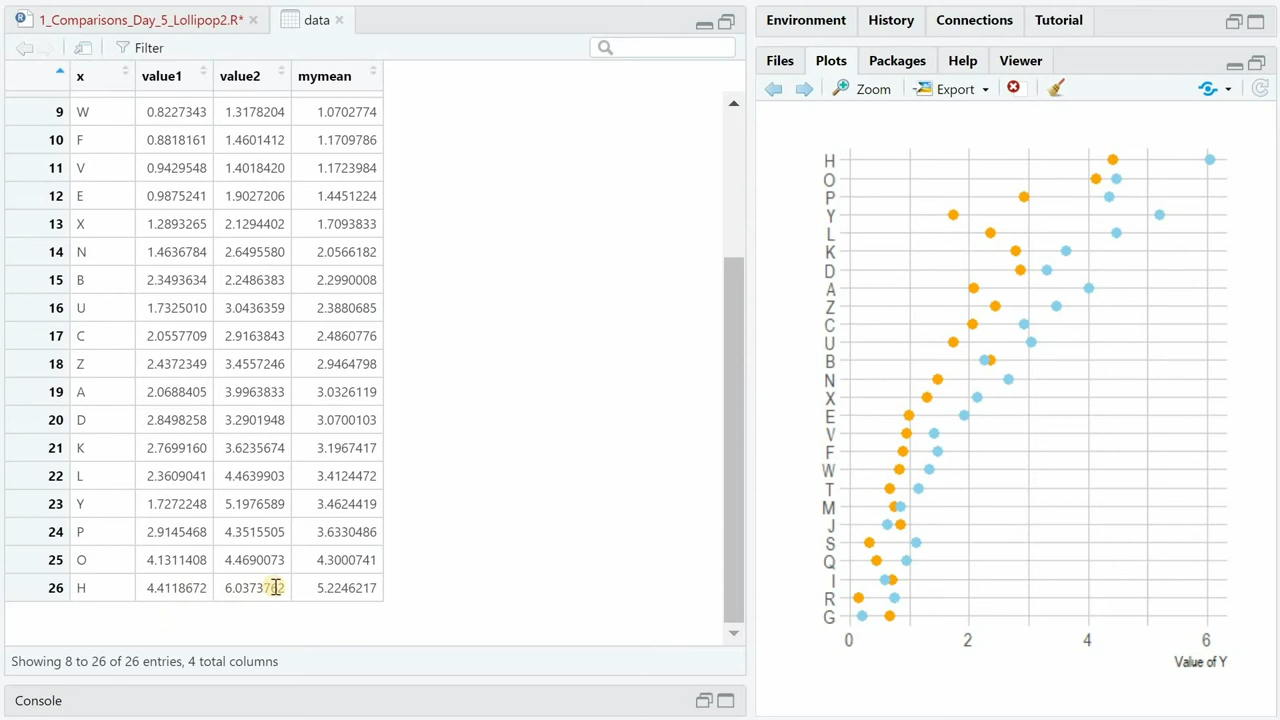 1_Comparisons_Day_5_Lollipop2.R*
data
Filter
x value1 value2 mymean
9 W 0.8227343 1.3178204 1.0702774
10 F 0.8818161 1.4601412 1.1709786
11 V 0.9429548 1.4018420 1.1723984
12 E 0.9875241 1.9027206 1.4451224
13 X 1.2893265 2.1294402 1.7093833
14 N 1.4636784 2.6495580 2.0566182
15 B 2.3493634 2.2486383 2.2990008
16 U 1.7325010 3.0436359 2.3880685
17 C 2.0557709 2.9163843 2.4860776
18 Z 2.4372349 3.4557246 2.9464798
19 A 2.0688405 3.9963833 3.0326119
20 D 2.8498258 3.2901948 3.0700103
21 K 2.7699160 3.6235674 3.1967417
22 L 2.3609041 4.4639903 3.4124472
23 Y 1.7272248 5.1976589 3.4624419
24 P 2.9145468 4.3515505 3.6330486
25 O 4.1311408 4.4690073 4.3000741
26 H 4.4118672 5.2246217
Showing 8 to 26 of 26 entries, 4 total columns
Console
Environment History Connections Tutorial
Files Plots Packages Help Viewer
Zoom Export
H
O
P
Y
L
K
D
A
Z
C
U
B
N
X
E
V
F
W
T
M
J
S
Q
I
R
G
0 2 4 6
Value of Y